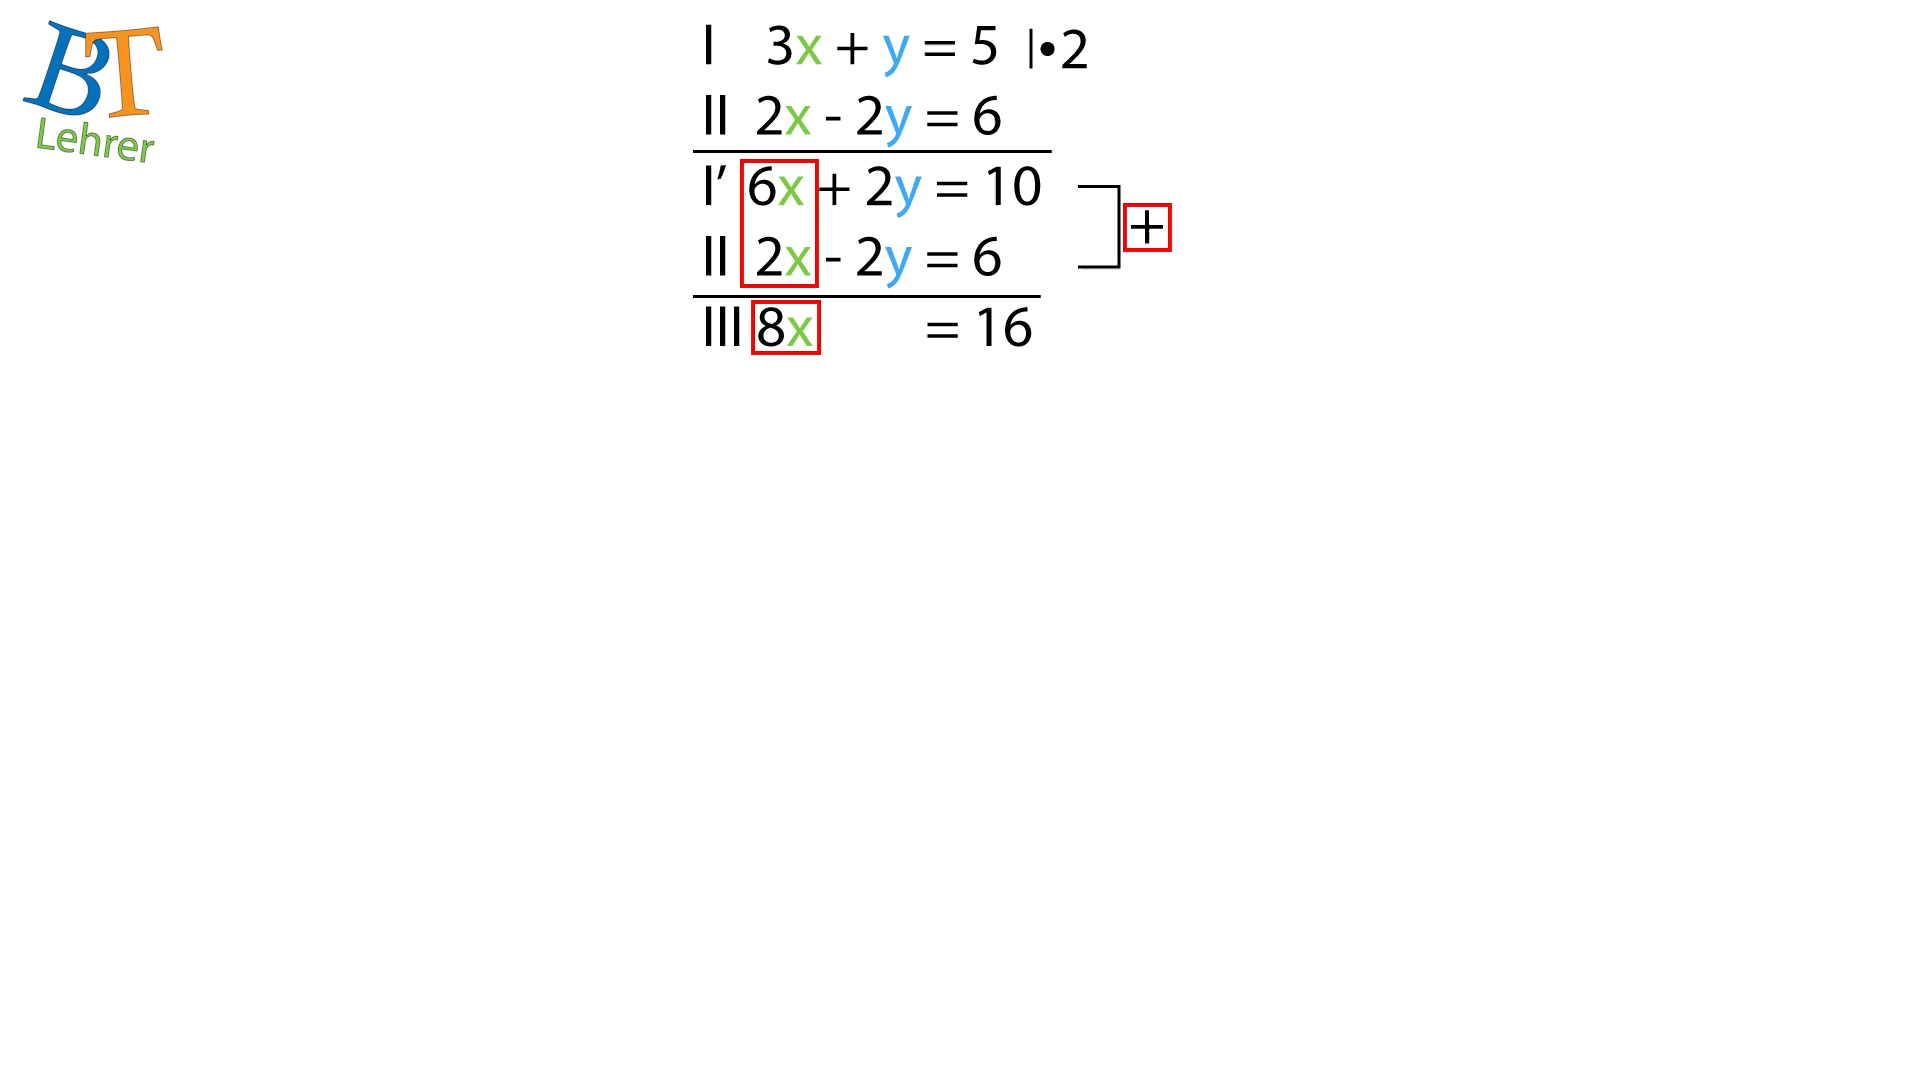 BT
Lehrer
I 3x + y = 5 |•2
II 2x - 2y = 6
I’ 6x + 2y = 10
+
II 2x - 2y = 6
III 8x = 16